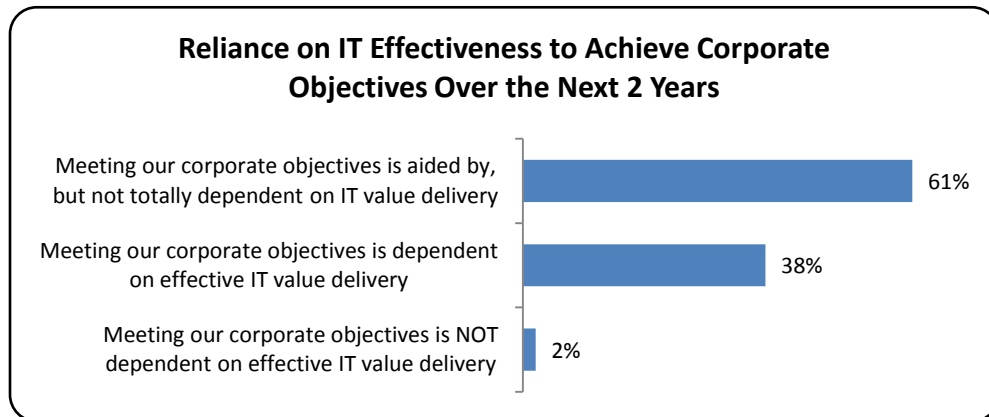 Reliance on IT Effectiveness to Achieve Corporate
Objectives Over the Next 2 Years
Meeting our corporate objectives is aided by,
but not totally dependent on IT value delivery
61%
Meeting our corporate objectives is dependent
on effective IT value delivery
38%
Meeting our corporate objectives is NOT
dependent on effective IT value delivery
2%